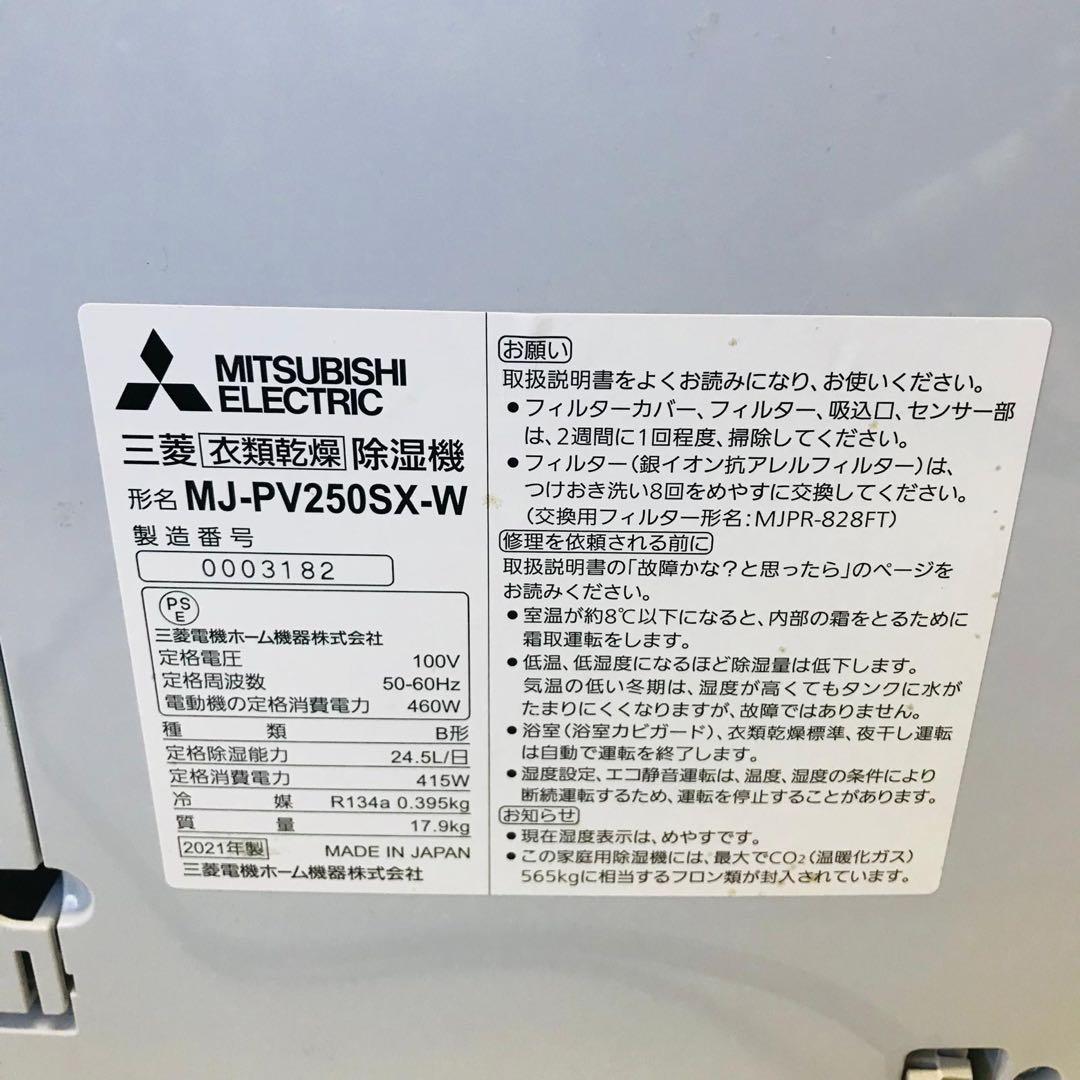 MITSUBISHI
ELECTRIC
三菱 衣類乾燥 除湿機
形名 MJ-PV250SX-W
製造番号
0003182
PS
E
三菱電機ホーム機器株式会社
定格電圧 100V
定格周波数 50-60Hz
電動機の定格消費電力 460W
種類 B形
定格除湿能力 24.5L/日
定格消費電力 415W
冷媒 R134a 0.395kg
質量 17.9kg
2021年製 MADE IN JAPAN
三菱電機ホーム機器株式会社
お願い
取扱説明書をよくお読みになり、お使いください。
●フィルターカバー、フィルター、吸込口、センサー部
は、2週間に1回程度、掃除してください。
●フィルター(銀イオン抗アレルフィルター)は、
つけおき洗い8回をめやすに交換してください。
(交換用フィルター形名:MJPR-828FT)
修理を依頼される前に
取扱説明書の「故障かな?と思ったら」のページを
お読みください。
●室温が約8℃以下になると、内部の霜をとるために
霜取運転をします。
●低温、低湿度になるほど除湿量は低下します。
気温の低い冬期は、湿度が高くてもタンクに水が
たまりにくくなりますが、故障ではありません。
●浴室(浴室カビガード)、衣類乾燥標準、夜干し運転
は自動で運転を終了します。
●湿度設定、エコ静音運転は、温度、湿度の条件により
断続運転するため、運転を停止することがあります。
お知らせ
●現在湿度表示は、めやすです。
●この家庭用除湿機には、最大でCO₂(温暖化ガス)
565kgに相当するフロン類が封入されています。